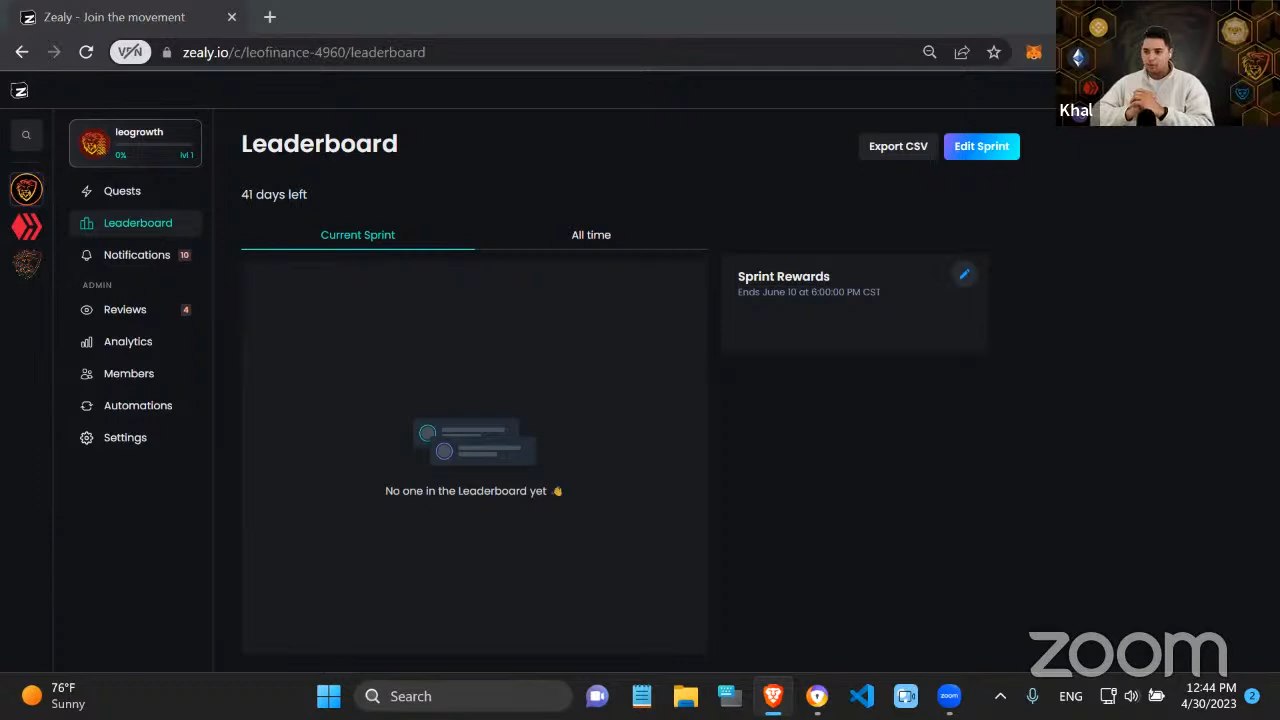 Zealy - Join the movement
VPN
zealy.io/c/leofinance-4960/leaderboard
Khal
leogrowth
0%
lvl 1
Quests
Leaderboard
Notifications 10
ADMIN
Reviews 4
Analytics
Members
Automations
Settings
Leaderboard
Export CSV
Edit Sprint
41 days left
Current Sprint
All time
Sprint Rewards
Ends June 10 at 6:00:00 PM CST
No one in the Leaderboard yet 👋
zoom
76°F
Sunny
Search
zoom
ENG
12:44 PM
4/30/2023
2